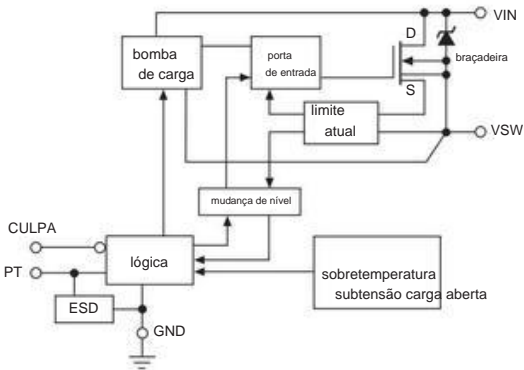 VIN
D
bomba
de carga
porta
de entrada
braçadeira
S
limite
atual
VSW
mudança de nível
CULPA
lógica
PT
sobretemperatura
subtensão carga aberta
ESD
GND